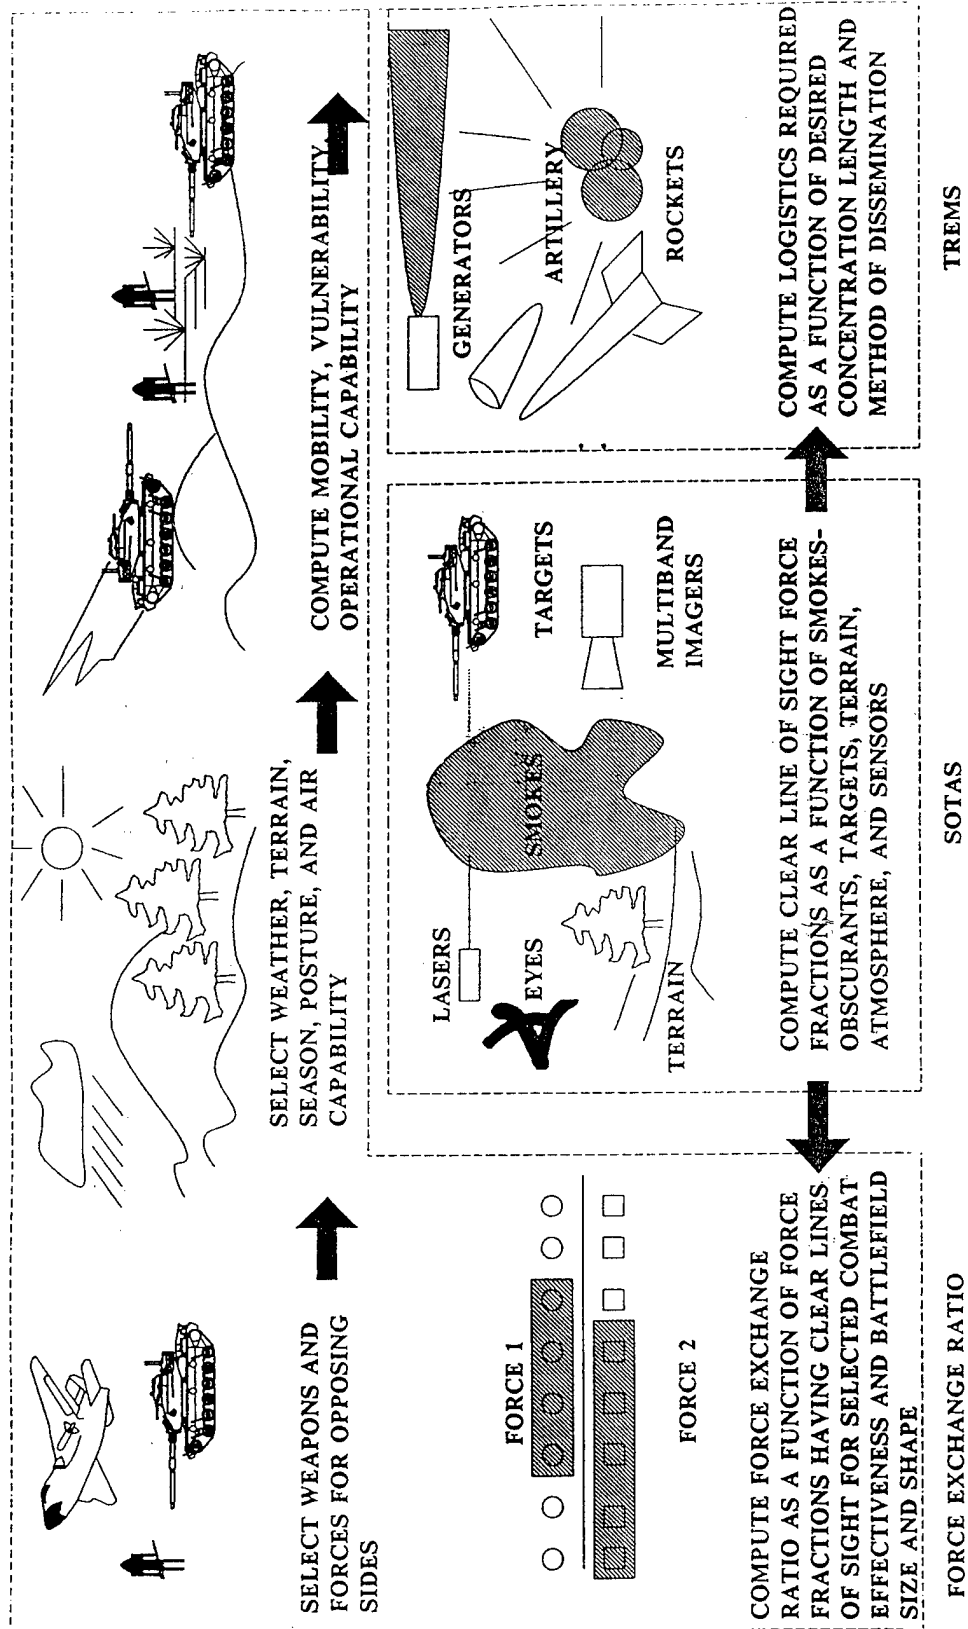 SELECT WEAPONS AND
FORCES FOR OPPOSING
SIDES
SELECT WEATHER, TERRAIN,
SEASON, POSTURE, AND AIR
CAPABILITY
COMPUTE MOBILITY, VULNERABILITY,
OPERATIONAL CAPABILITY
FORCE 1
FORCE 2
COMPUTE FORCE EXCHANGE
RATIO AS A FUNCTION OF FORCE
FRACTIONS HAVING CLEAR LINES
OF SIGHT FOR SELECTED COMBAT
EFFECTIVENESS AND BATTLEFIELD
SIZE AND SHAPE
FORCE EXCHANGE RATIO
LASERS
EYES
SMOKES
TERRAIN
TARGETS
MULTIBAND
IMAGERS
COMPUTE CLEAR LINE OF SIGHT FORCE
FRACTIONS AS A FUNCTION OF SMOKES-
OBSCURANTS, TARGETS, TERRAIN,
ATMOSPHERE, AND SENSORS
SOTAS
GENERATORS
ARTILLERY
ROCKETS
COMPUTE LOGISTICS REQUIRED
AS A FUNCTION OF DESIRED
CONCENTRATION LENGTH AND
METHOD OF DISSEMINATION
TREMS